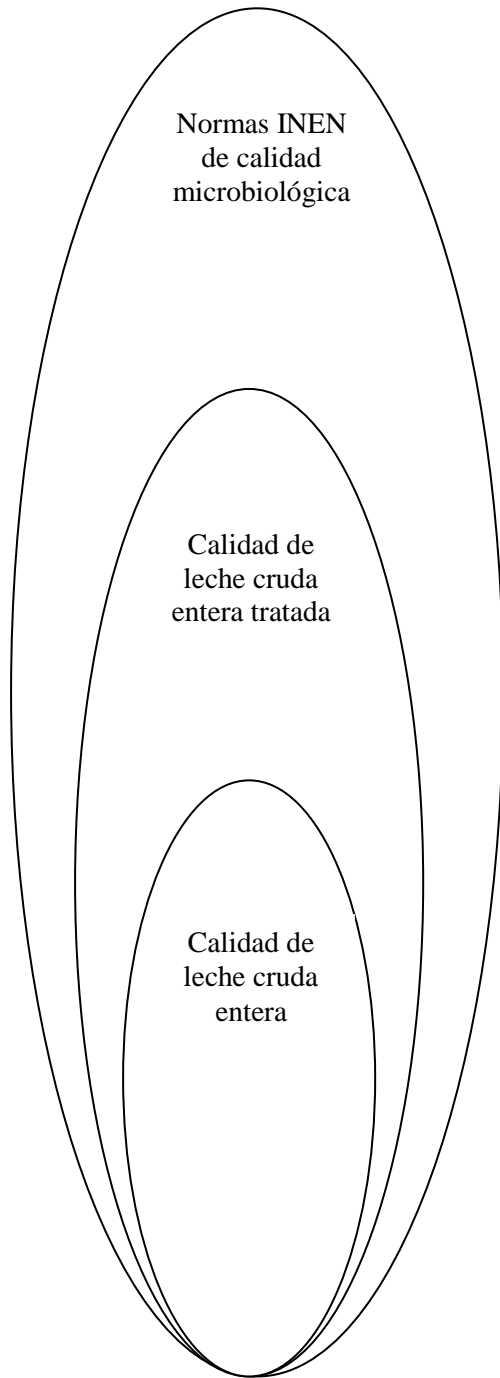 Normas INEN
de calidad
microbiológica
Calidad de
leche cruda
entera tratada
Calidad de
leche cruda
entera